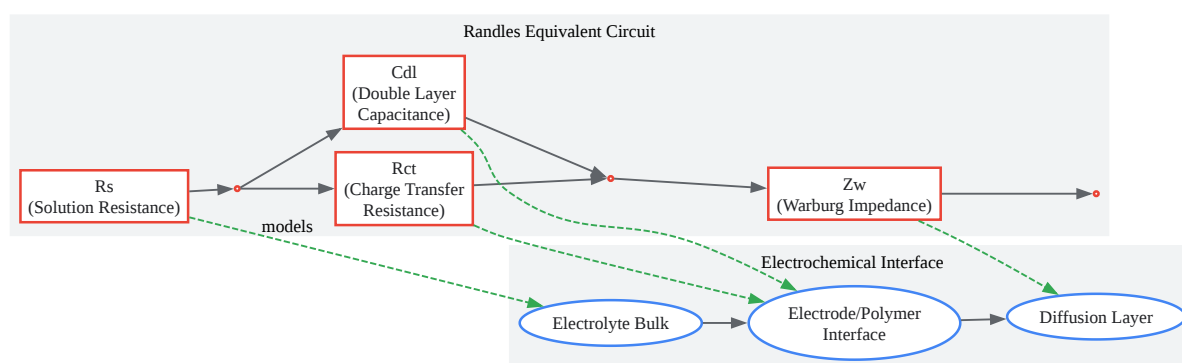 Randles Equivalent Circuit
Cdl
(Double Layer
Capacitance)
Rs
(Solution Resistance)
Rct
(Charge Transfer
Resistance)
Zw
(Warburg Impedance)
models
Electrochemical Interface
Electrolyte Bulk
Electrode/Polymer
Interface
Diffusion Layer